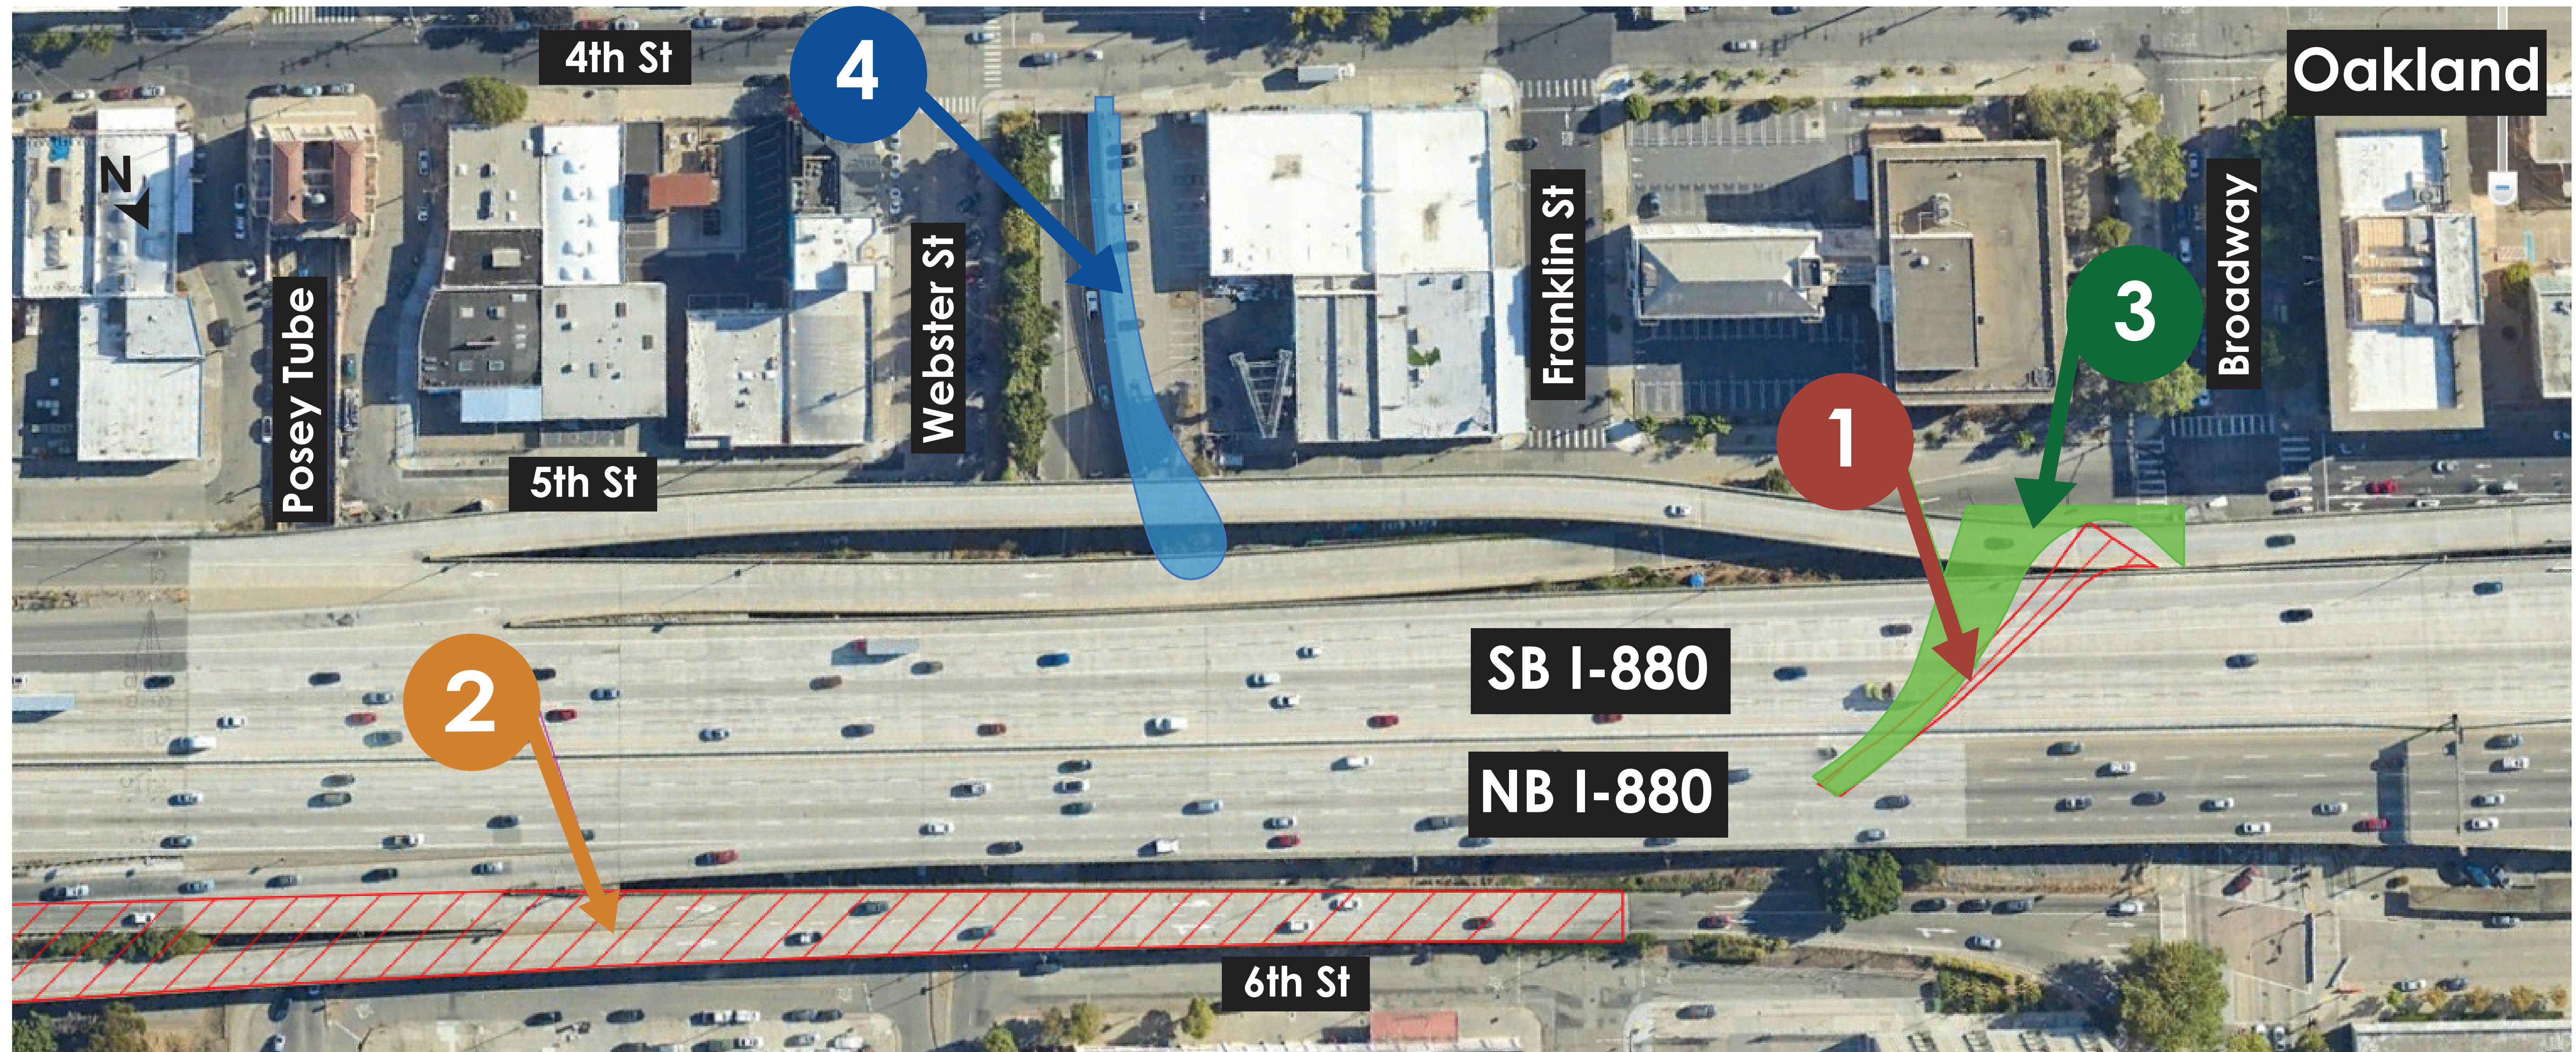 4th St
4
Oakland
N
Posey Tube
Webster St
Franklin St
Broadway
3
1
5th St
2
SB I-880
NB I-880
6th St